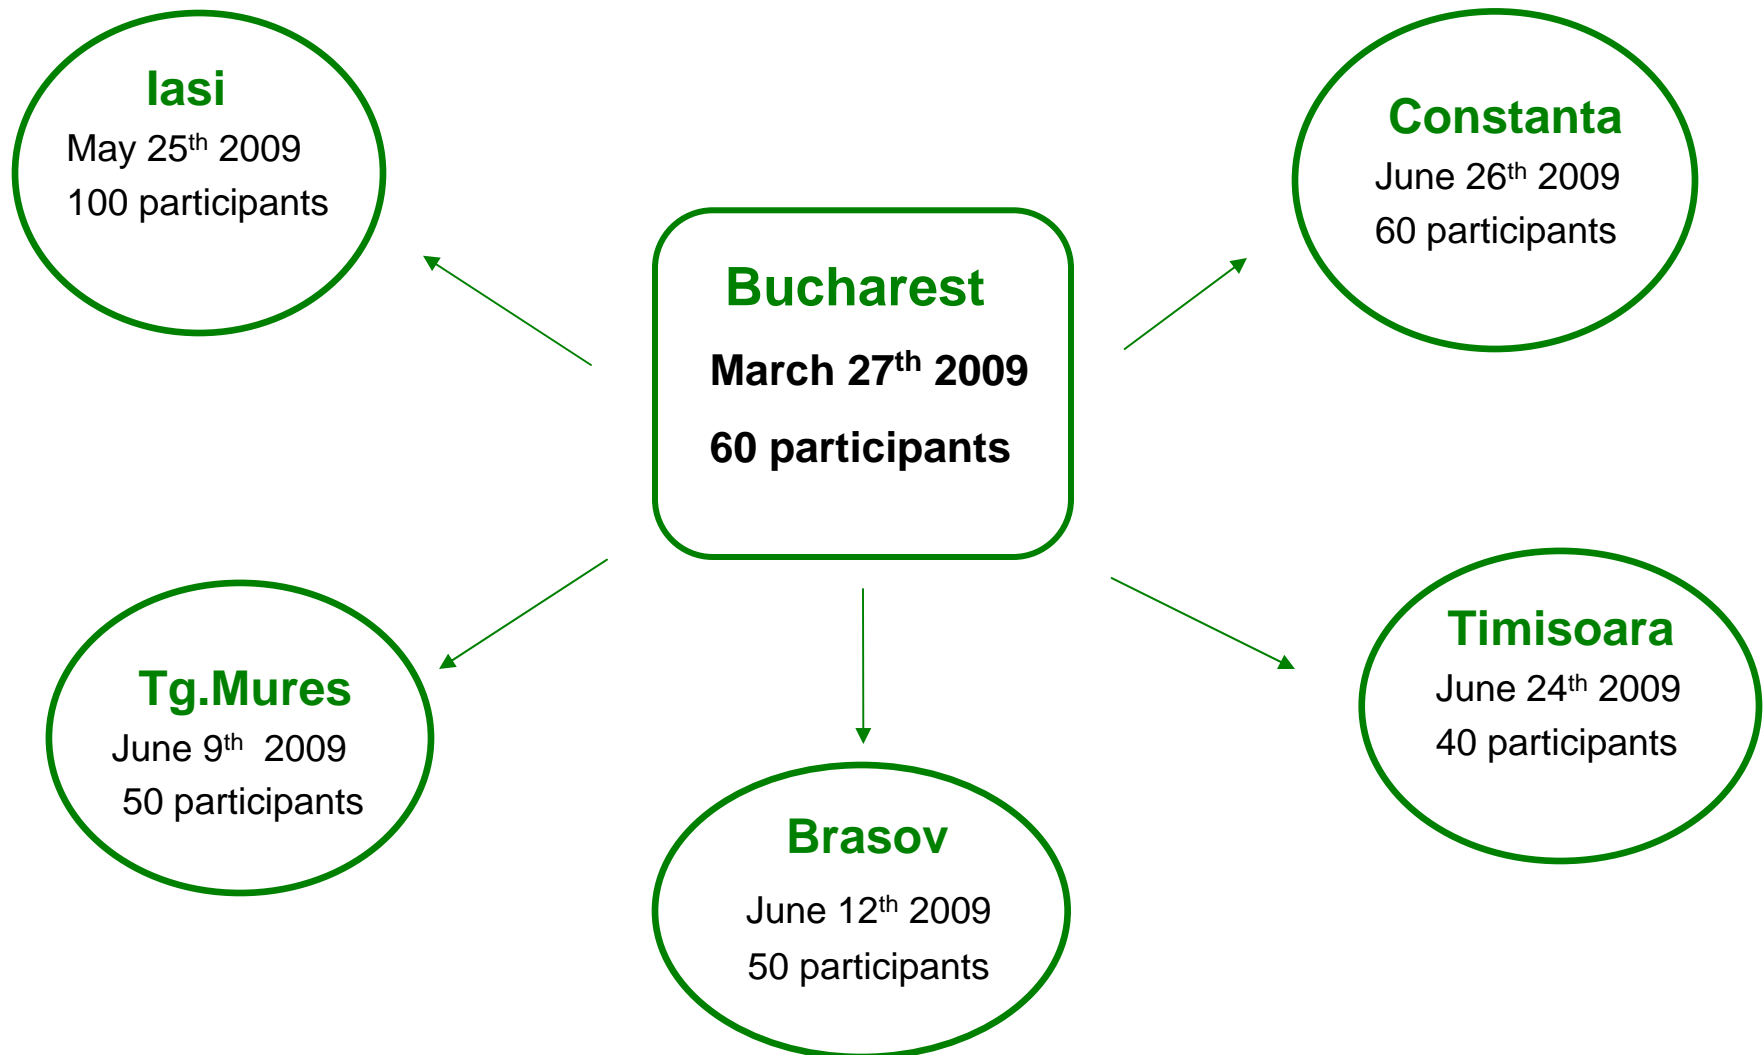 Iasi
May 25th 2009
100 participants
Constanta
June 26th 2009
60 participants
Bucharest
March 27th 2009
60 participants
Tg.Mures
June 9th  2009
50 participants
Timisoara
June 24th 2009
40 participants
Brasov
June 12th 2009
50 participants